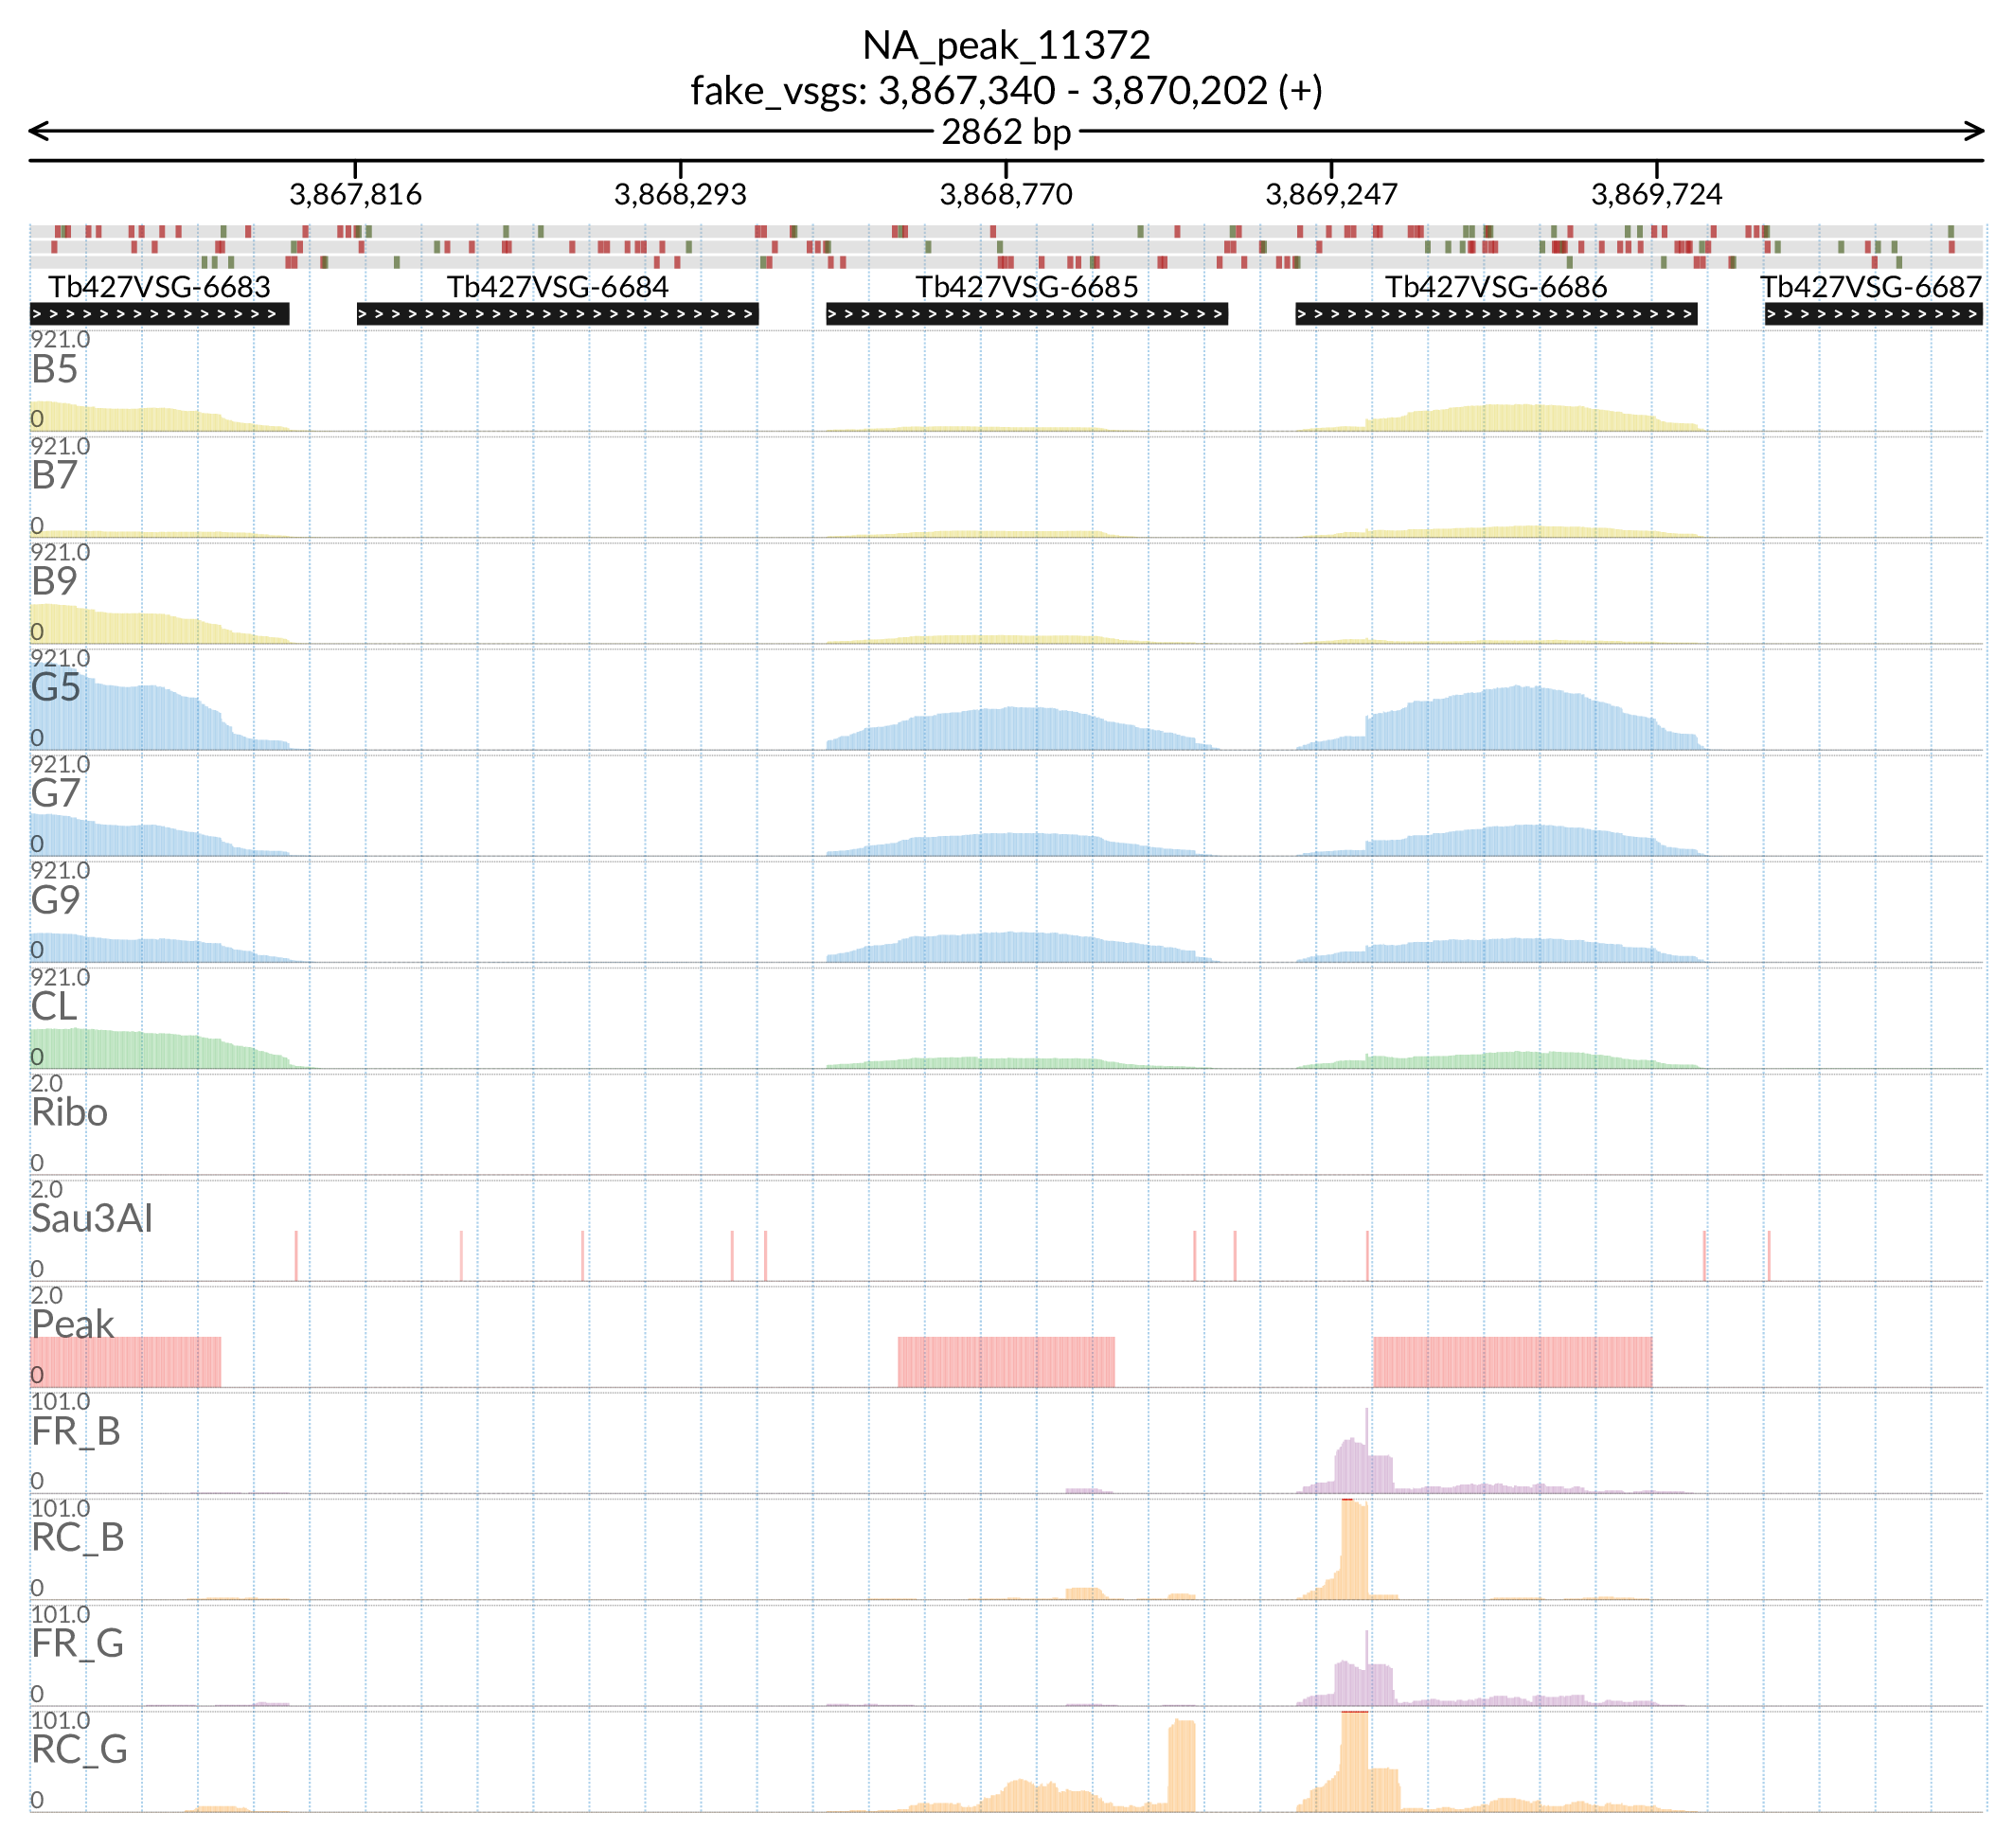 NA_peak_11372
fake_vsgs: 3,867,340 - 3,870,202 (+)
2862 bp
3,867,816 3,868,293 3,868,770 3,869,247 3,869,724
Tb427VSG-6683 Tb427VSG-6684 Tb427VSG-6685 Tb427VSG-6686 Tb427VSG-6687
921.0
B5
0
921.0
B7
0
921.0
B9
0
921.0
G5
0
921.0
G7
0
921.0
G9
0
921.0
CL
0
2.0
Ribo
0
2.0
Sau3AI
0
2.0
Peak
0
101.0
FR_B
0
101.0
RC_B
0
101.0
FR_G
0
101.0
RC_G
0